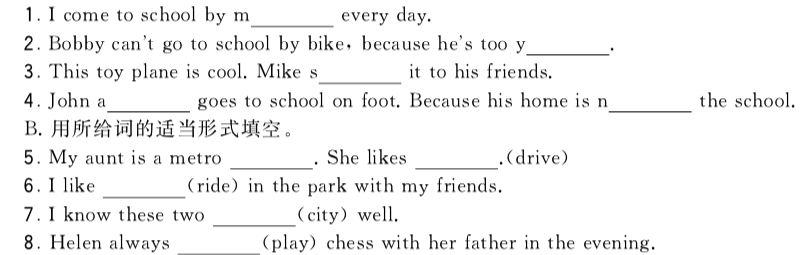 1. I come to school by m________ every day.
2. Bobby can't go to school by bike, because he's too y________.
3. This toy plane is cool. Mike s________ it to his friends.
4. John a________ goes to school on foot. Because his home is n________ the school.
B. 用所给词的适当形式填空。
5. My aunt is a metro ________. She likes ________.(drive)
6. I like ________(ride) in the park with my friends.
7. I know these two ________(city) well.
8. Helen always ________(play) chess with her father in the evening.